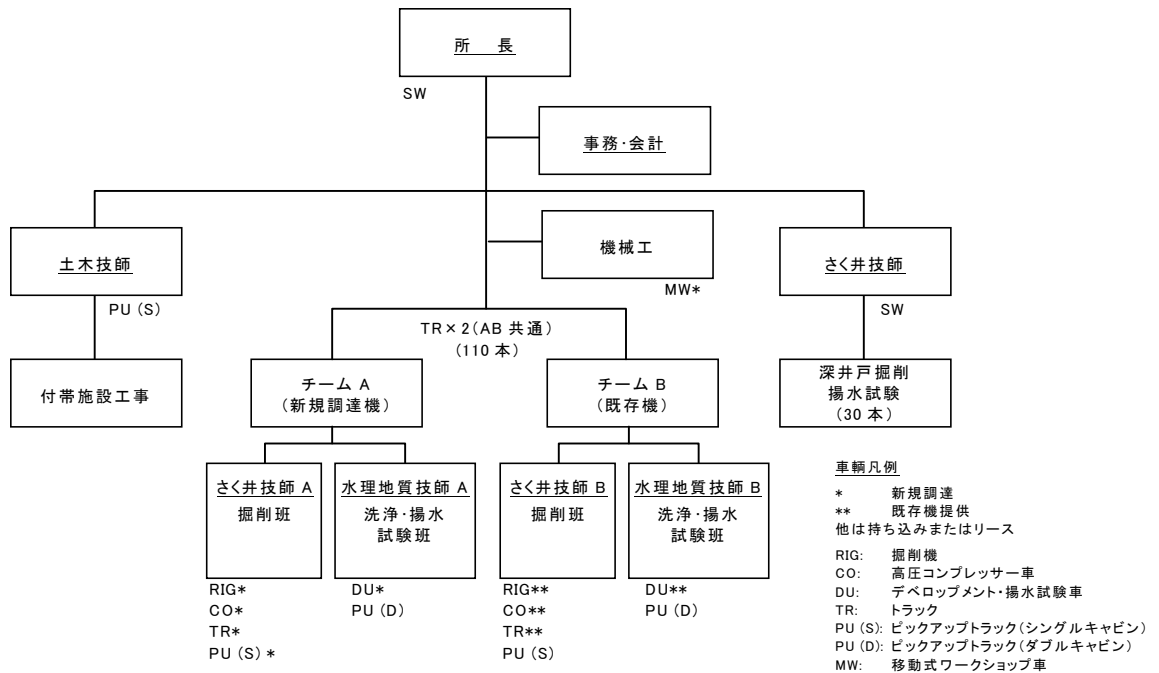 所 長
SW
事務・会計
機械工
MW*
土木技師
PU (S)
付帯施設工事
さく井技師
SW
深井戸掘削
揚水試験
(30 本)
TR×2(AB 共通)
(110 本)
チーム A
(新規調達機)
チーム B
(既存機)
さく井技師 A
掘削班
RIG*
CO*
TR*
PU (S) *
水理地質技師 A
洗浄・揚水
試験班
DU*
PU (D)
さく井技師 B
掘削班
RIG**
CO**
TR**
PU (S)
水理地質技師 B
洗浄・揚水
試験班
DU**
PU (D)
車輌凡例
* 新規調達
** 既存機提供
他は持ち込みまたはリース
RIG: 掘削機
CO: 高圧コンプレッサー車
DU: デベロップメント・揚水試験車
TR: トラック
PU (S): ピックアップトラック(シングルキャビン)
PU (D): ピックアップトラック(ダブルキャビン)
MW: 移動式ワークショップ車